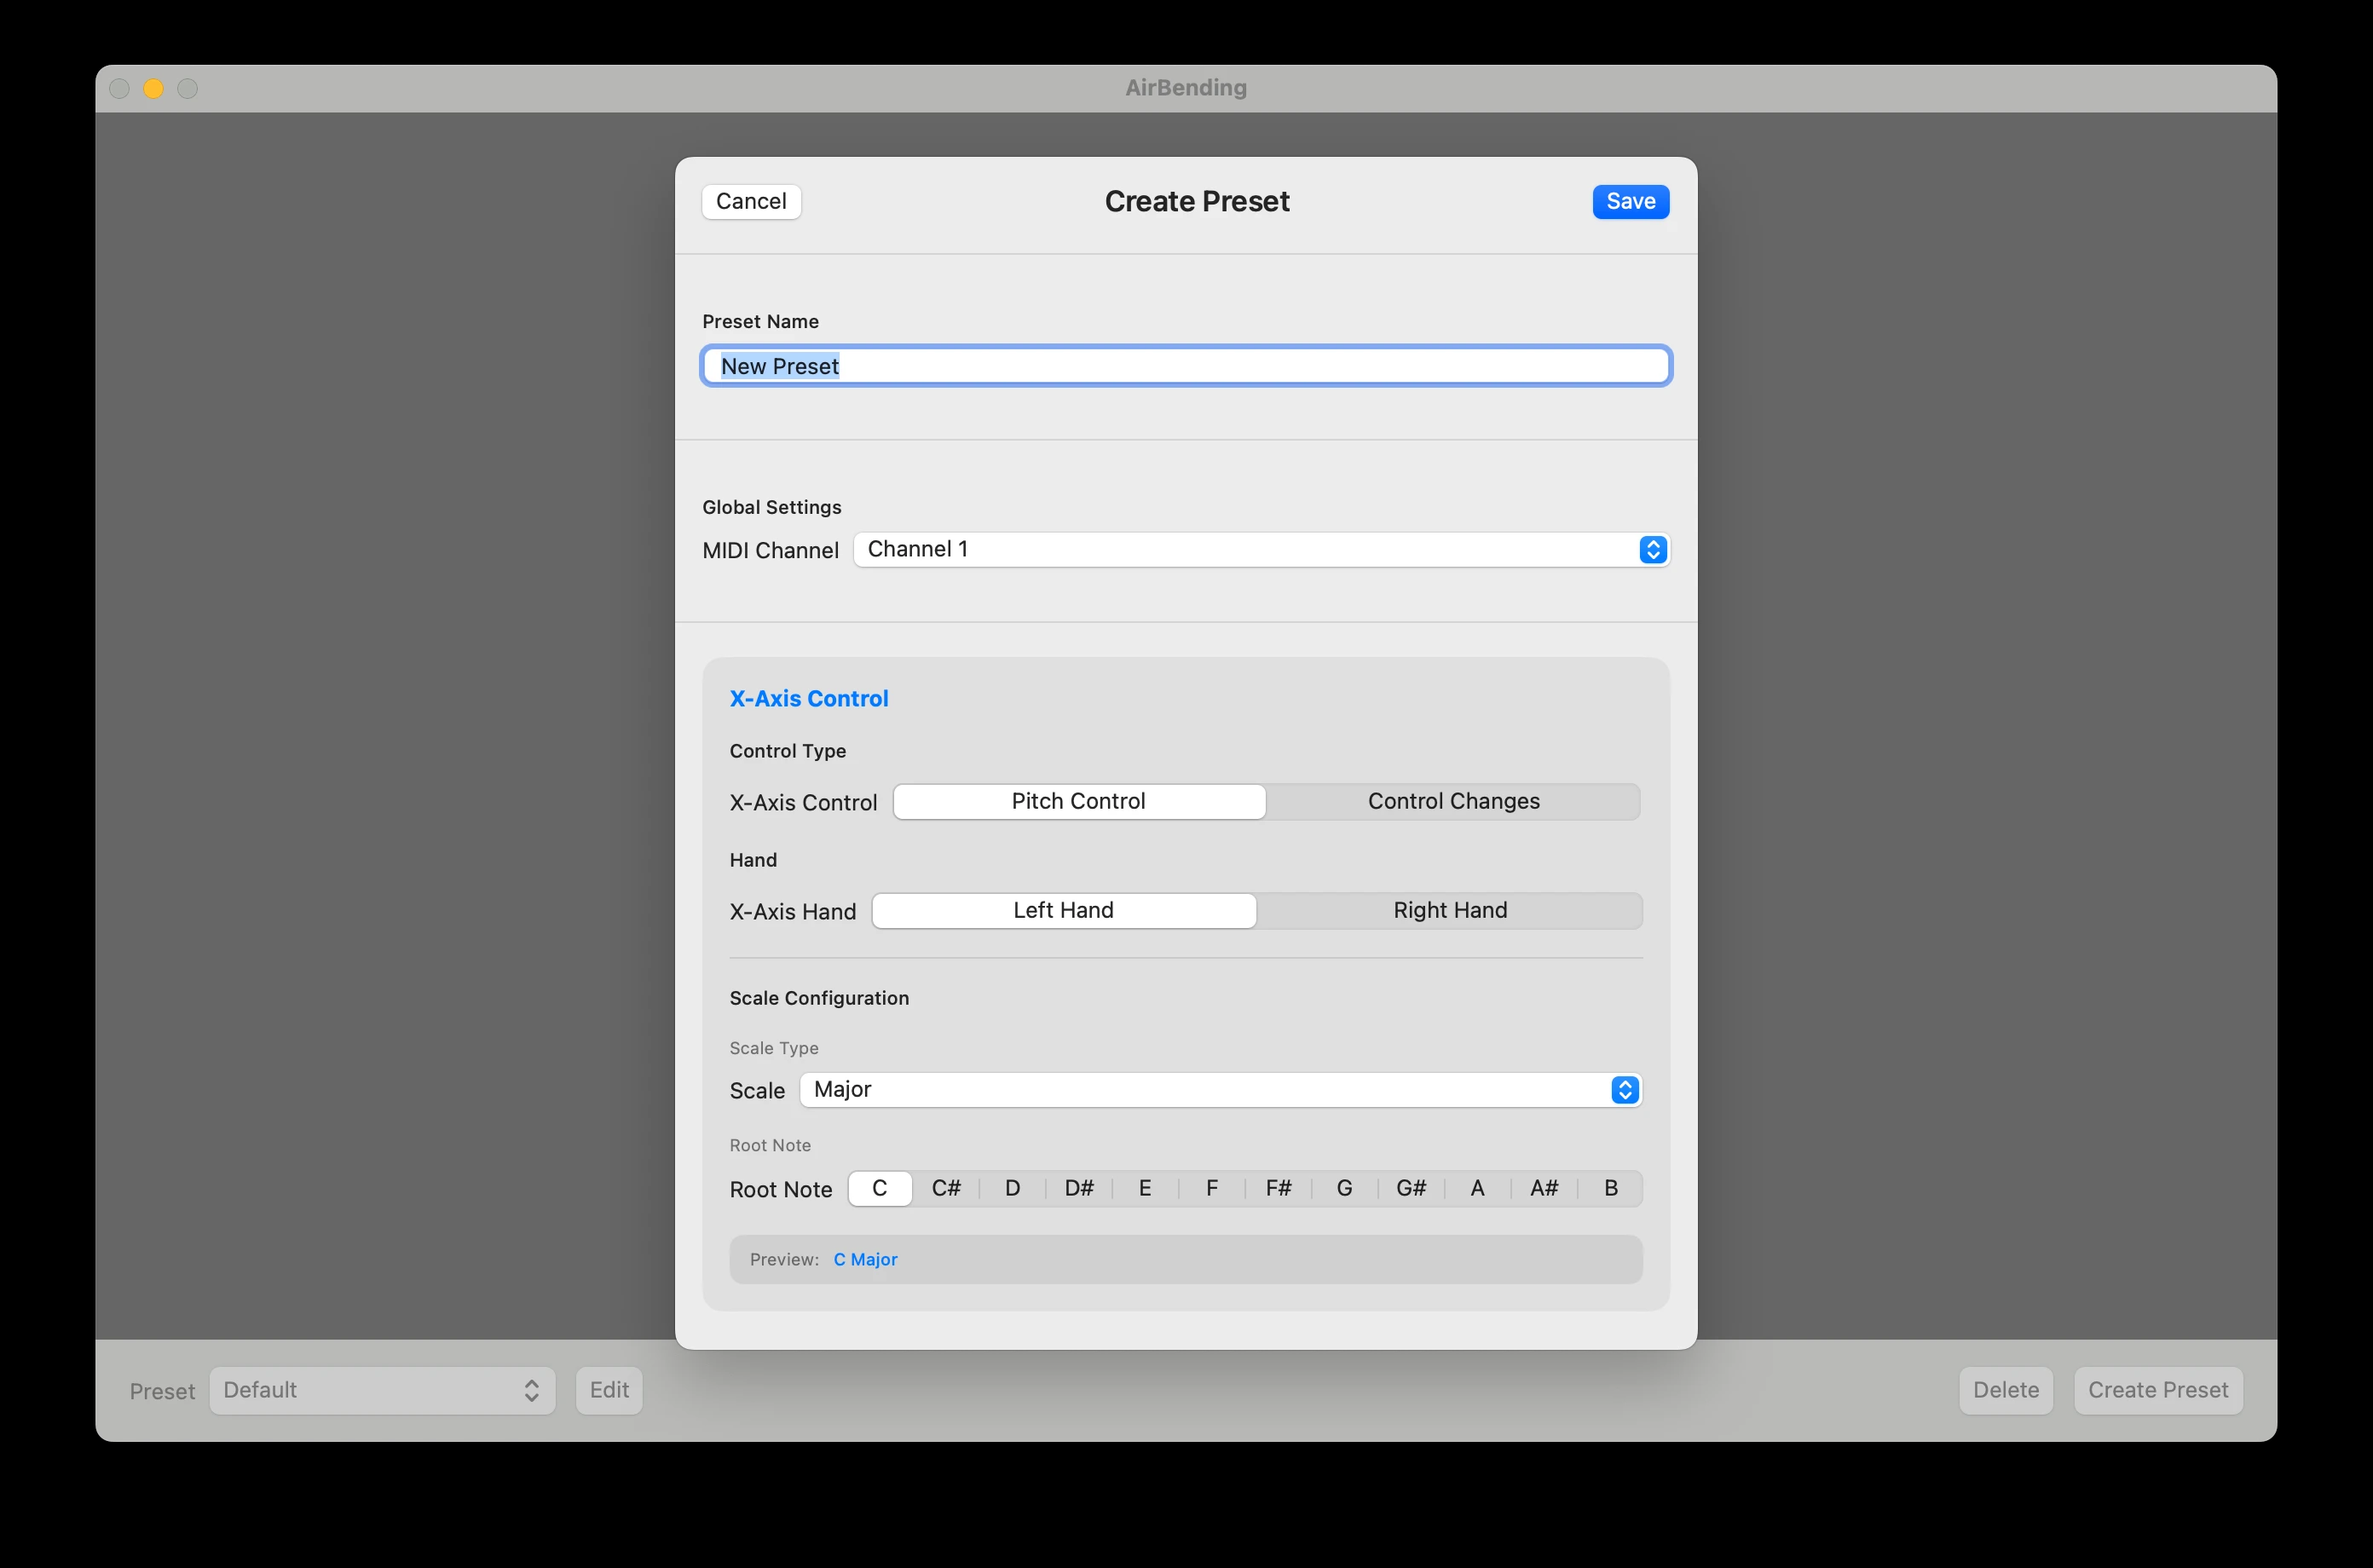 AirBending
Cancel Create Preset Save
Preset Name
New Preset
Global Settings
MIDI Channel Channel 1
X-Axis Control
Control Type
X-Axis Control Pitch Control Control Changes
Hand
X-Axis Hand Left Hand Right Hand
Scale Configuration
Scale Type
Scale Major
Root Note
Root Note C C# D D# E F F# G G# A A# B
Preview: C Major
Preset Default Edit Delete Create Preset